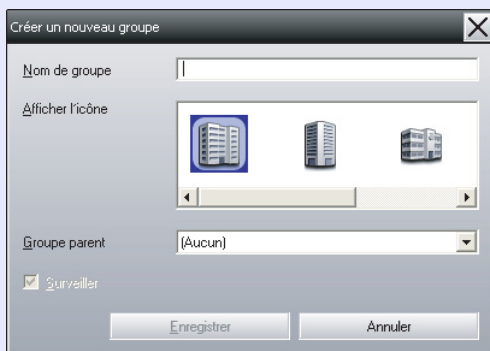 Créer un nouveau groupe
Nom de groupe
Afficher l'icône
Groupe parent
(Aucun)
Surveiller
Enregistrer
Annuler